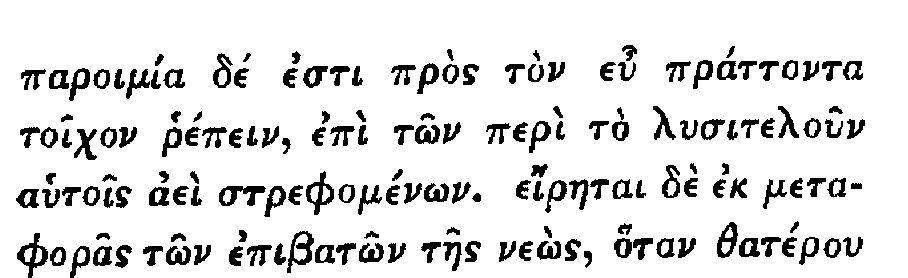 παροιμία δέ ἐστι πρὸς τὸν εὖ πράττοντα
τοῖχον ῥέπειν, ἐπὶ τῶν περὶ τὸ λυσιτελοῦν
αὑτοῖς ἀεὶ στρεφομένων. εἴρηται δὲ ἐκ μετα-
φορᾶς τῶν ἐπιβατῶν τῆς νεὼς, ὅταν θατέρου